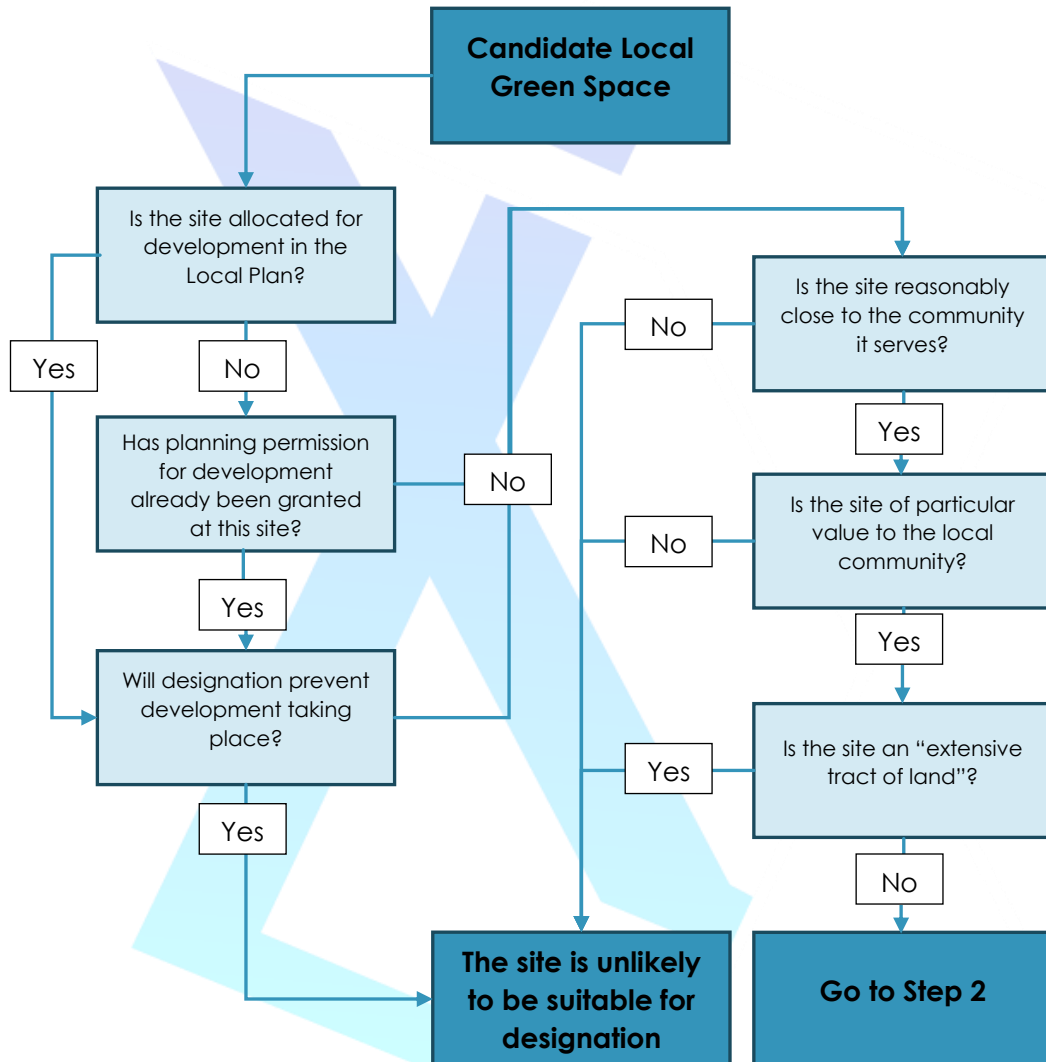 Candidate Local
Green Space
Is the site allocated for
development in the
Local Plan?
Yes
No
Has planning permission
for development
already been granted
at this site?
No
Yes
Will designation prevent
development taking
place?
Yes
Is the site reasonably
close to the community
it serves?
No
Yes
Is the site of particular
value to the local
community?
No
Yes
Is the site an “extensive
tract of land”?
Yes
No
The site is unlikely
to be suitable for
designation
Go to Step 2